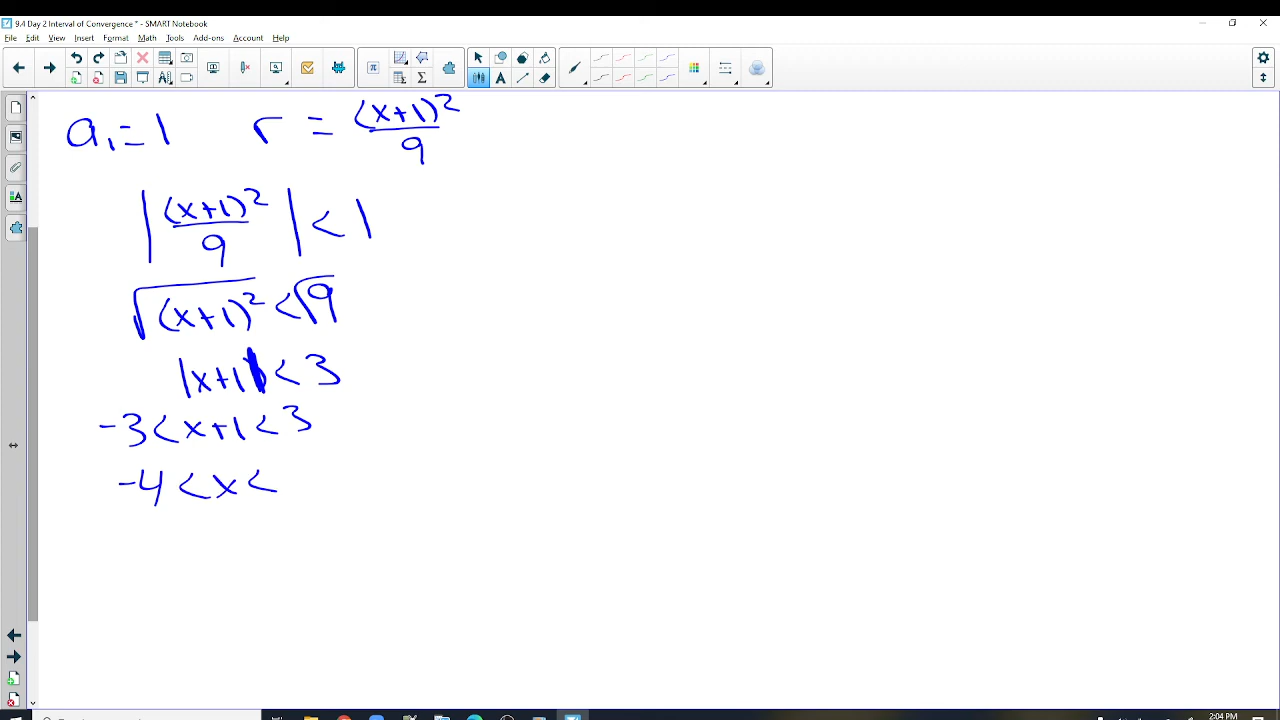 9.4 Day 2 Interval of Convergence * - SMART Notebook
File Edit View Insert Format Math Tools Add-ons Account Help
a₁ = 1 r = (x+1)²/9
|(x+1)²/9| < 1
√(x+1)² < √9
|x+1| < 3
-3 < x+1 < 3
-4 < x <
2:04 PM